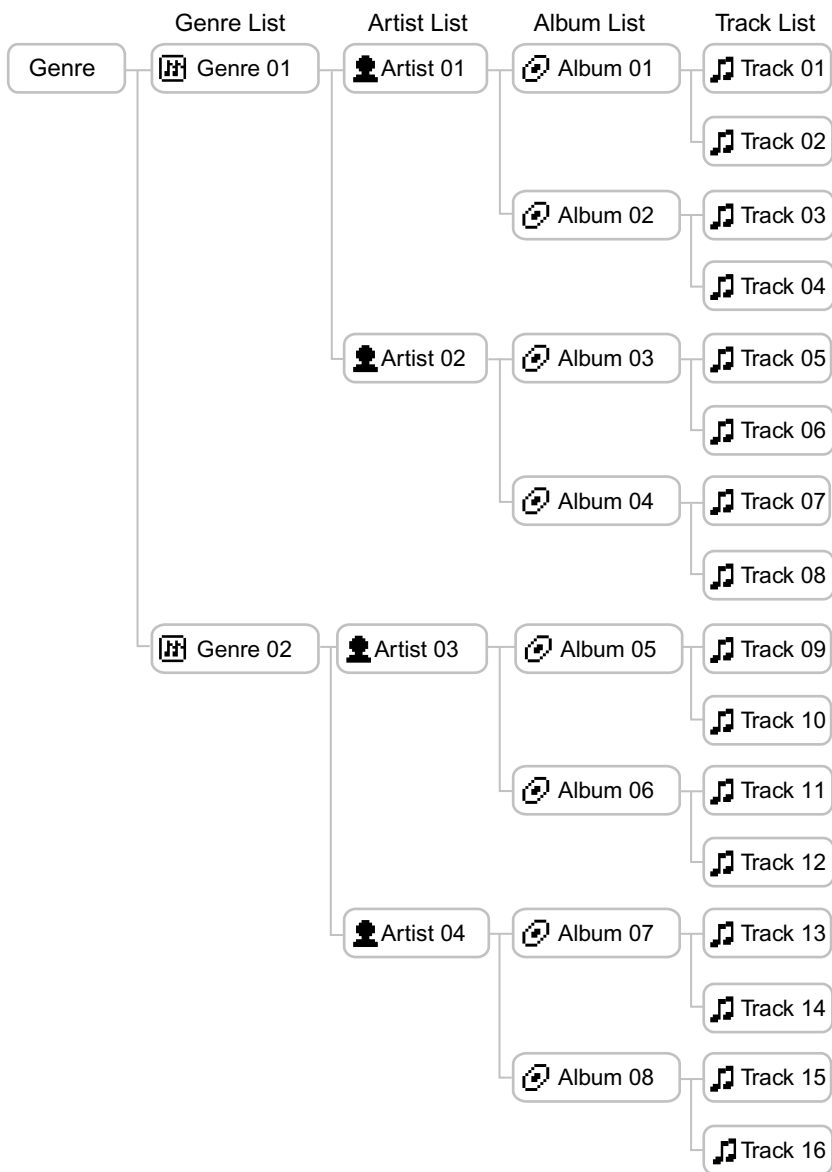 Genre List Artist List Album List Track List
Genre Genre 01 Artist 01 Album 01 Track 01
Track 02
Album 02 Track 03
Track 04
Artist 02 Album 03 Track 05
Track 06
Album 04 Track 07
Track 08
Genre 02 Artist 03 Album 05 Track 09
Track 10
Album 06 Track 11
Track 12
Artist 04 Album 07 Track 13
Track 14
Album 08 Track 15
Track 16